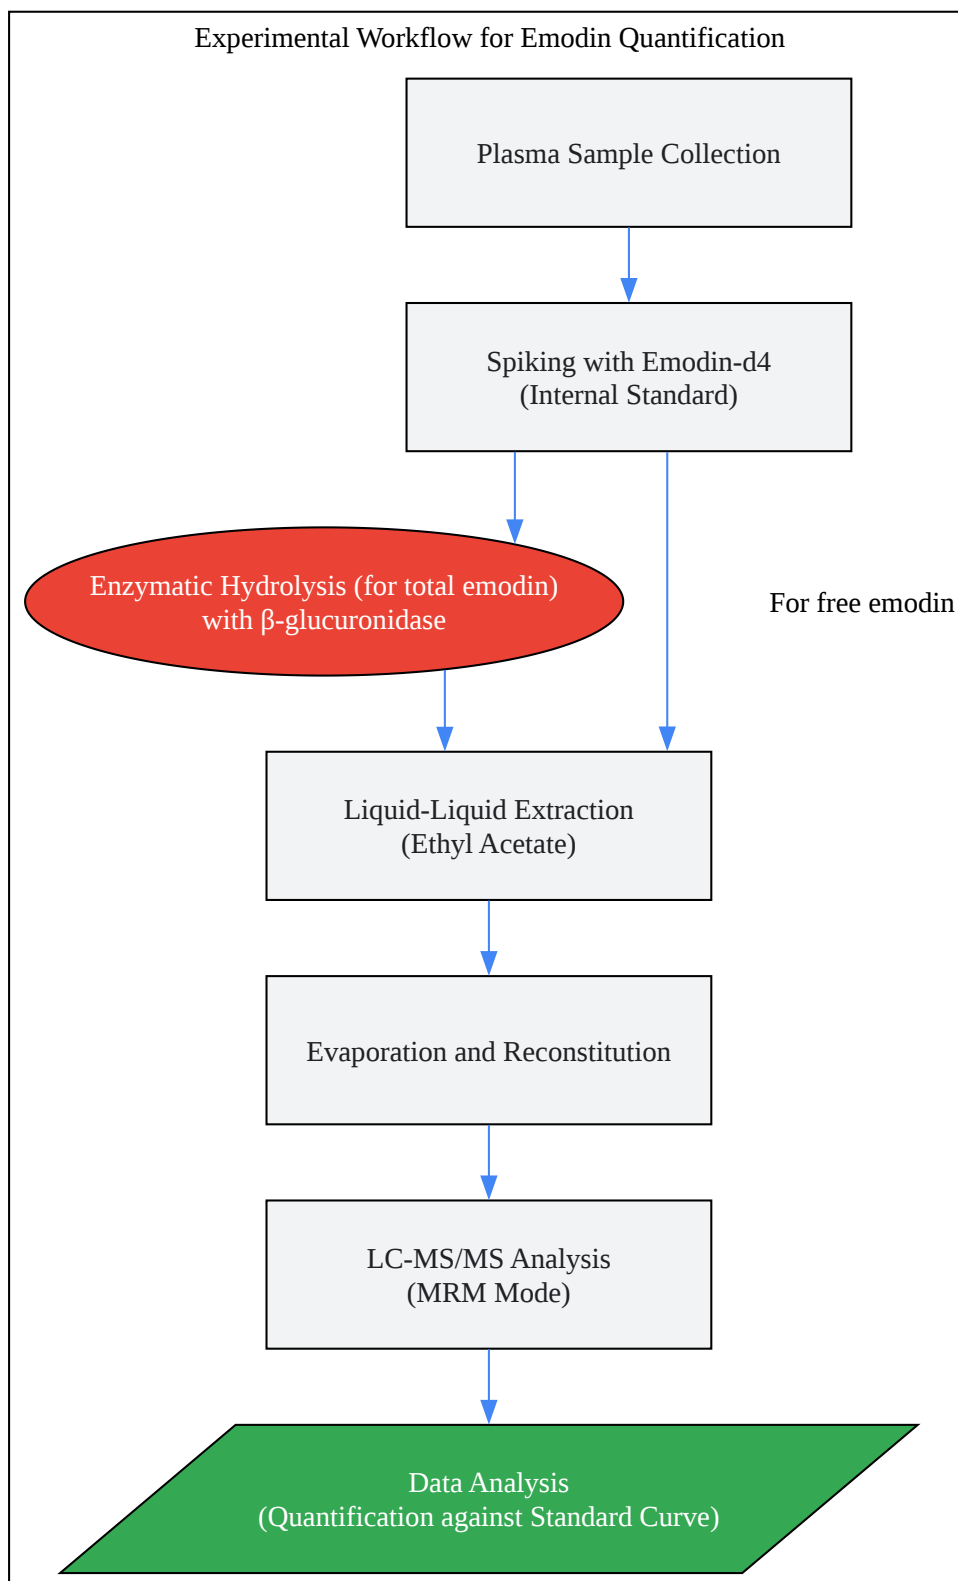 Experimental Workflow for Emodin Quantification
Plasma Sample Collection
Spiking with Emodin-d4
(Internal Standard)
Enzymatic Hydrolysis (for total emodin)
with β-glucuronidase
For free emodin
Liquid-Liquid Extraction
(Ethyl Acetate)
Evaporation and Reconstitution
LC-MS/MS Analysis
(MRM Mode)
Data Analysis
(Quantification against Standard Curve)